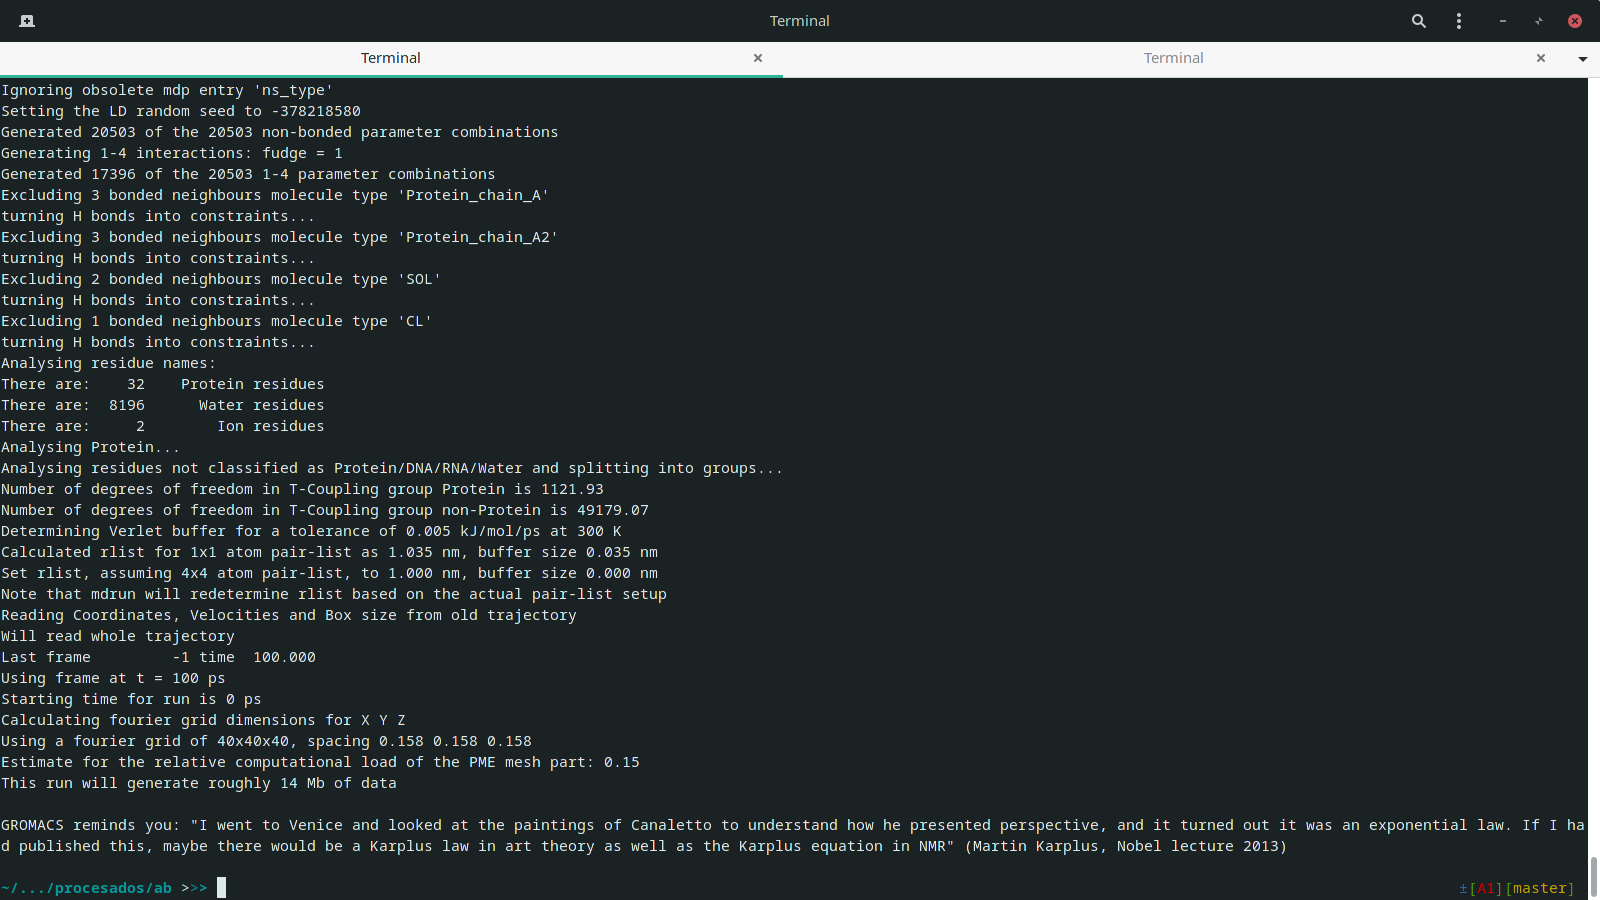 Terminal
Terminal
Terminal
Ignoring obsolete mdp entry 'ns_type'
Setting the LD random seed to -378218580
Generated 20503 of the 20503 non-bonded parameter combinations
Generating 1-4 interactions: fudge = 1
Generated 17396 of the 20503 1-4 parameter combinations
Excluding 3 bonded neighbours molecule type 'Protein_chain_A'
turning H bonds into constraints...
Excluding 3 bonded neighbours molecule type 'Protein_chain_A2'
turning H bonds into constraints...
Excluding 2 bonded neighbours molecule type 'SOL'
turning H bonds into constraints...
Excluding 1 bonded neighbours molecule type 'CL'
turning H bonds into constraints...
Analysing residue names:
There are:    32    Protein residues
There are:  8196      Water residues
There are:     2        Ion residues
Analysing Protein...
Analysing residues not classified as Protein/DNA/RNA/Water and splitting into groups...
Number of degrees of freedom in T-Coupling group Protein is 1121.93
Number of degrees of freedom in T-Coupling group non-Protein is 49179.07
Determining Verlet buffer for a tolerance of 0.005 kJ/mol/ps at 300 K
Calculated rlist for 1x1 atom pair-list as 1.035 nm, buffer size 0.035 nm
Set rlist, assuming 4x4 atom pair-list, to 1.000 nm, buffer size 0.000 nm
Note that mdrun will redetermine rlist based on the actual pair-list setup
Reading Coordinates, Velocities and Box size from old trajectory
Will read whole trajectory
Last frame         -1 time  100.000
Using frame at t = 100 ps
Starting time for run is 0 ps
Calculating fourier grid dimensions for X Y Z
Using a fourier grid of 40x40x40, spacing 0.158 0.158 0.158
Estimate for the relative computational load of the PME mesh part: 0.15
This run will generate roughly 14 Mb of data
GROMACS reminds you: "I went to Venice and looked at the paintings of Canaletto to understand how he presented perspective, and it turned out it was an exponential law. If I ha
d published this, maybe there would be a Karplus law in art theory as well as the Karplus equation in NMR" (Martin Karplus, Nobel lecture 2013)
~/.../procesados/ab >>> ±[A1][master]